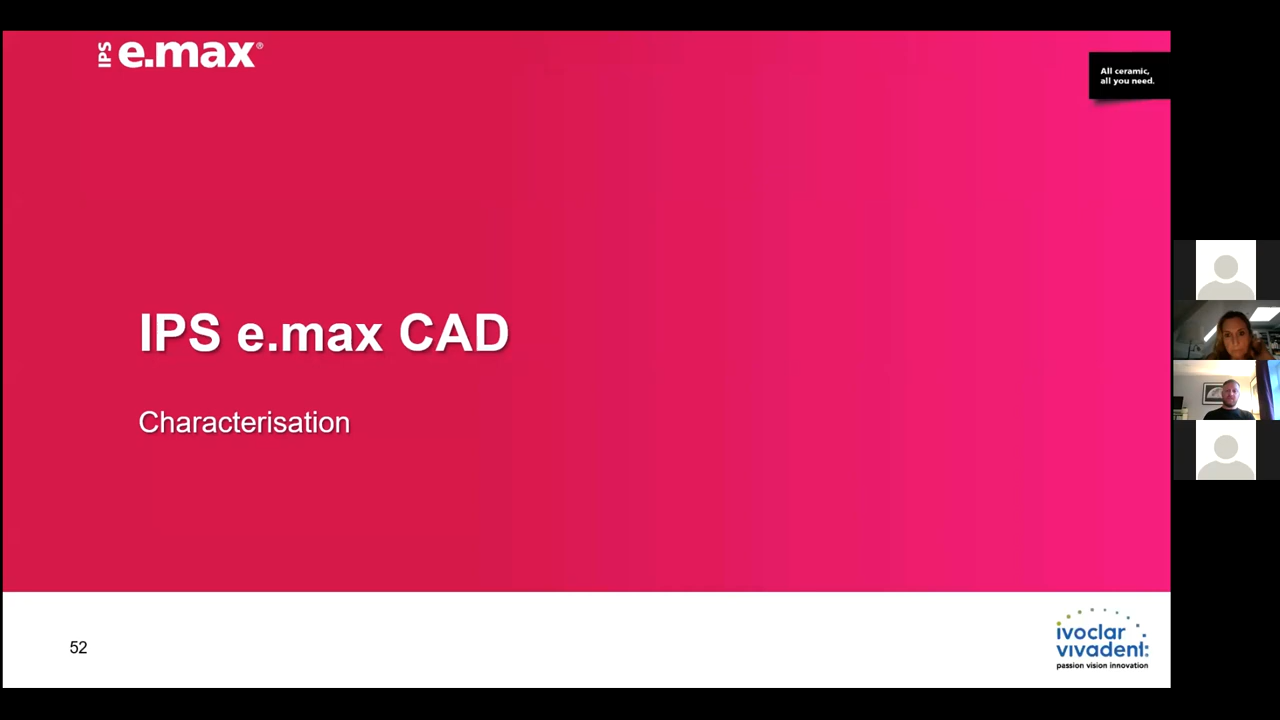 IPS e.max®
All ceramic,
all you need.
IPS e.max CAD
Characterisation
52
ivoclar
vivadent:
passion vision innovation